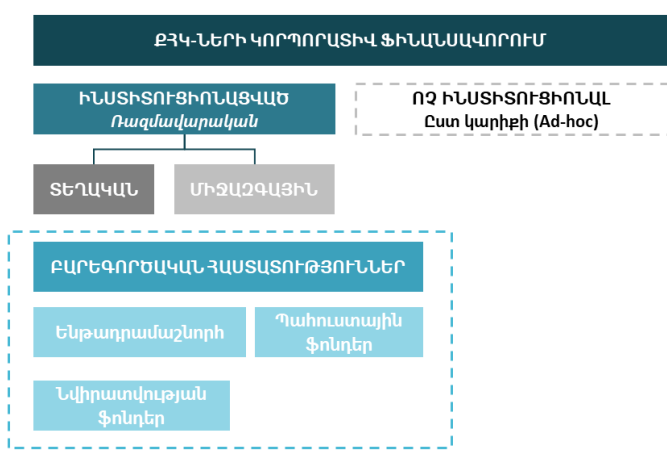 ՔՀԿ-ՆԵՐԻ ԿՈՐՊՈՐԱՏԻՎ ՖԻՆԱՆՍԱՎՈՐՈՒՄ
ԻՆՍՏԻՏՈՒՑԻՈՆԱՑՎԱԾ
Ռազմավարական
ՈՉ ԻՆՍՏԻՏՈՒՑԻՈՆԱԼ
Ըստ կարիքի (Ad-hoc)
ՏԵՂԱԿԱՆ
ՄԻՋԱԶԳԱՅԻՆ
ԲԱՐԵԳՈՐԾԱԿԱՆ ՀԱՍՏԱՏՈՒԹՅՈՒՆՆԵՐ
Ենթադրամաշնորհ
Պահուստային
ֆոնդեր
Նվիրատվության
ֆոնդեր